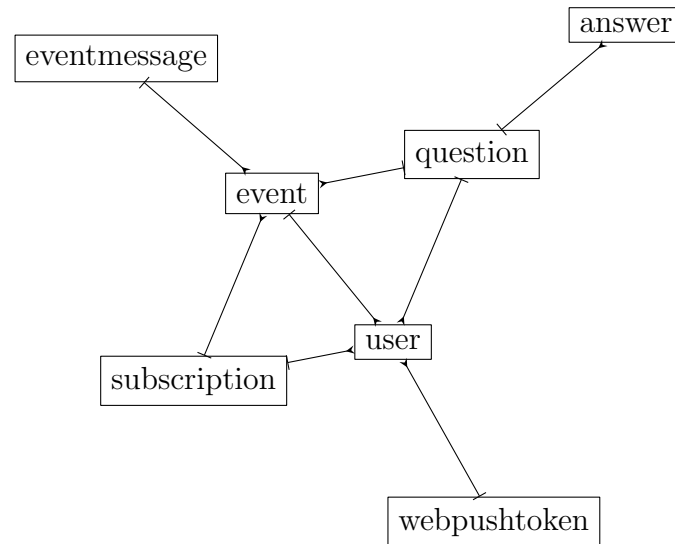 answer
eventmessage
question
event
user
subscription
webpushtoken